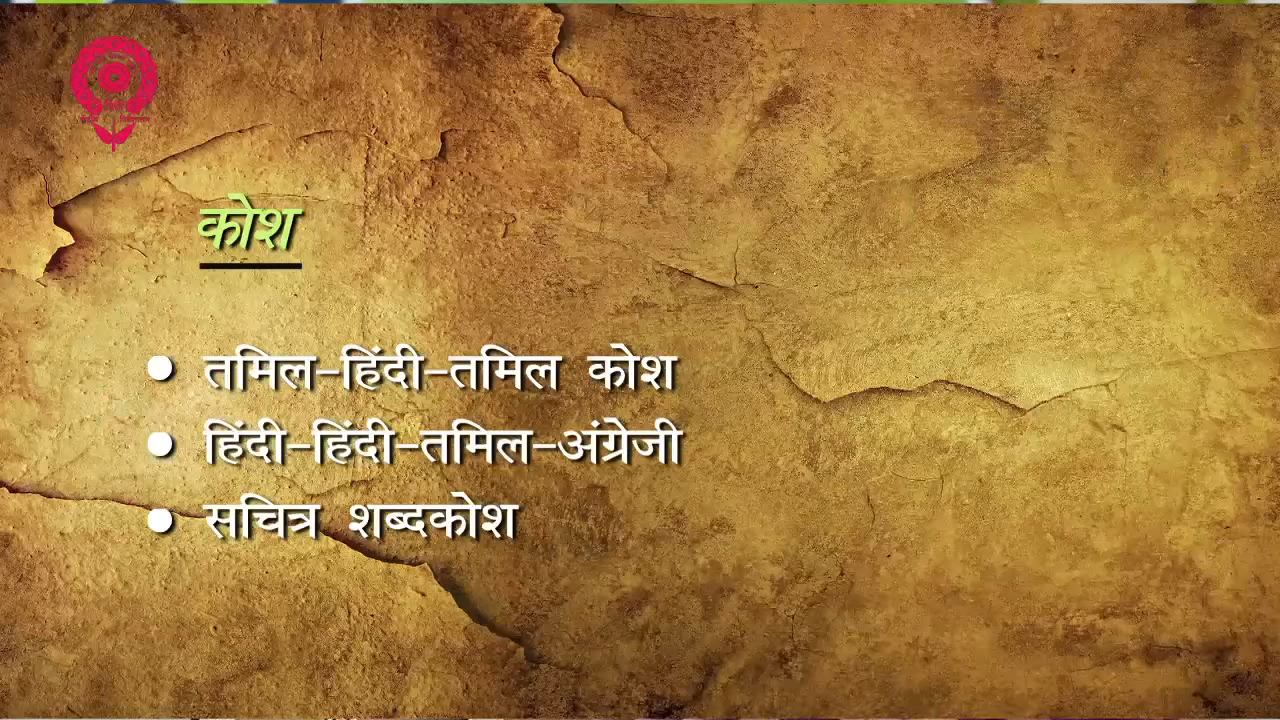 कोश
तमिल-हिंदी-तमिल कोश
हिंदी-हिंदी-तमिल-अंग्रेजी
सचित्र शब्दकोश